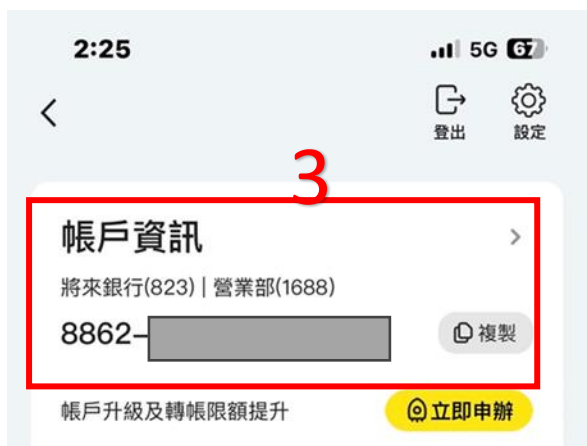 2:25 5G 67
登出 設定
3
帳戶資訊
將來銀行(823) | 營業部(1688)
8862- 複製
帳戶升級及轉帳限額提升 立即申辦